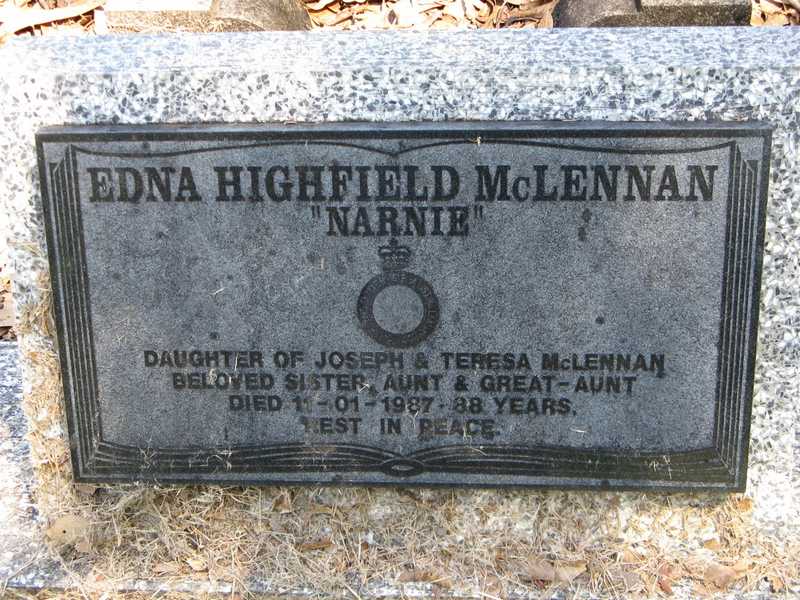 EDNA HIGHFIELD McLENNAN
"NARNIE"
DAUGHTER OF JOSEPH & TERESA McLENNAN
BELOVED SISTER, AUNT & GREAT-AUNT
DIED 11-01-1987-88 YEARS.
REST IN PEACE.